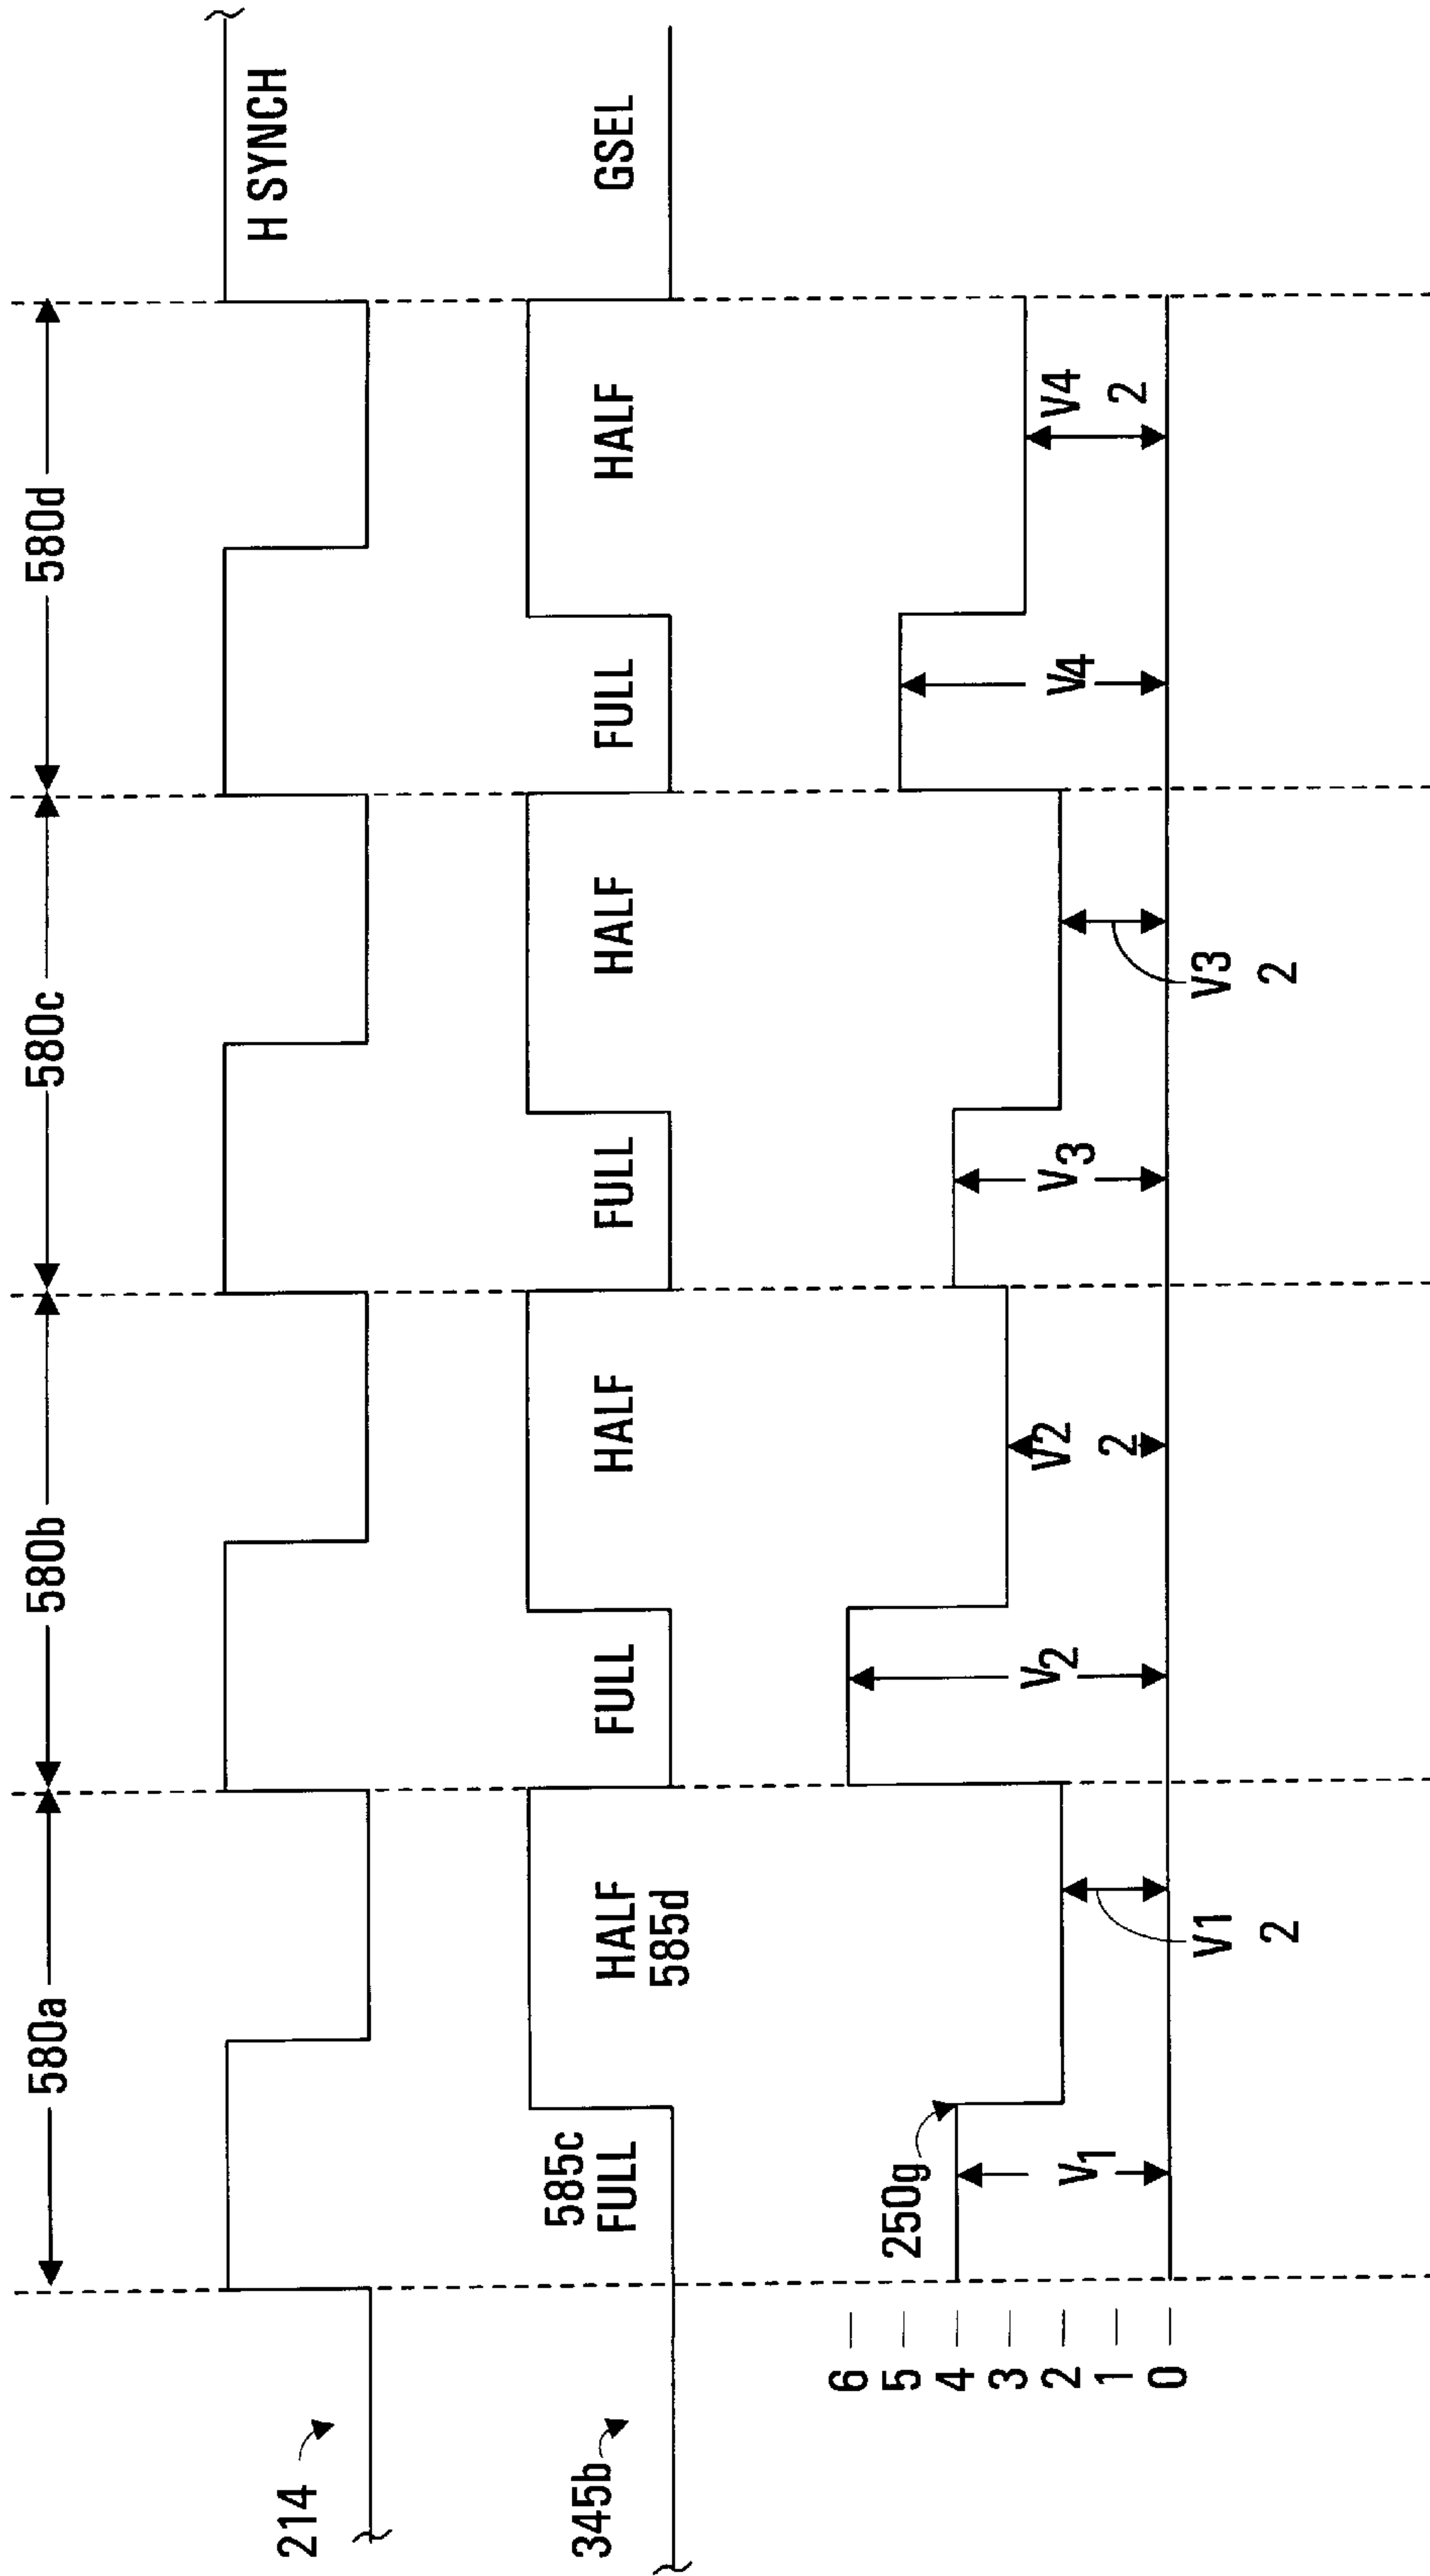 580a
580b
580c
580d
214
H SYNCH
345b
585c
FULL
HALF
585d
FULL
HALF
FULL
HALF
FULL
HALF
GSEL
250g
6
5
4
3
2
1
0
V1
V1
2
V2
V2
2
V3
V3
2
V4
V4
2